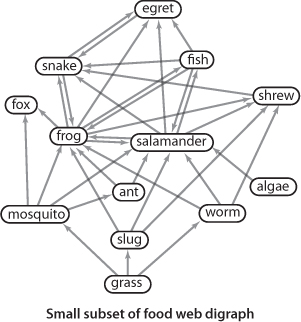 egret
snake
fish
shrew
fox
frog
salamander
ant
algae
mosquito
worm
slug
grass
Small subset of food web digraph